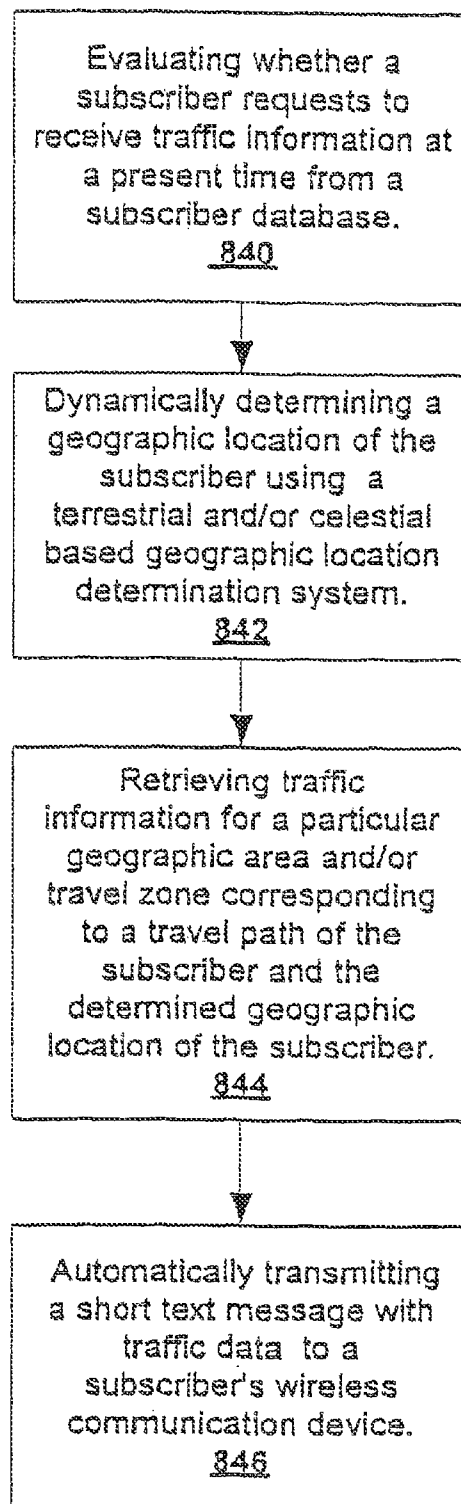 Evaluating whether a
subscriber requests to
receive traffic information at
a present time from a
subscriber database.
840
Dynamically determining a
geographic location of the
subscriber using a
terrestrial and/or celestial
based geographic location
determination system.
842
Retrieving traffic
information for a particular
geographic area and/or
travel zone corresponding
to a travel path of the
subscriber and the
determined geographic
location of the subscriber.
844
Automatically transmitting
a short text message with
traffic data to a
subscriber's wireless
communication device.
846